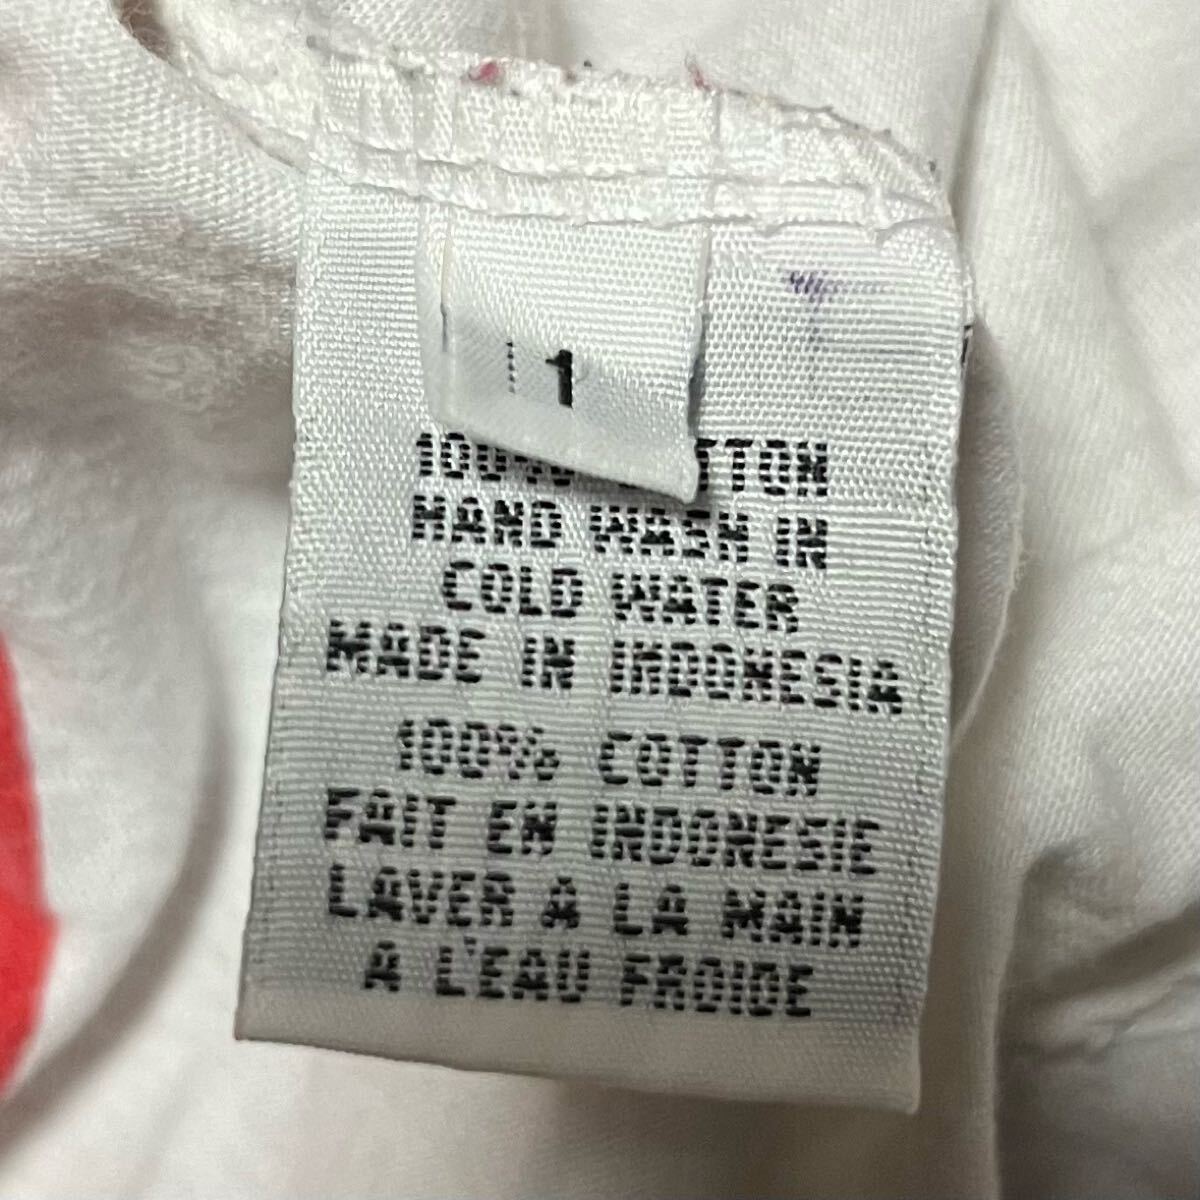 1
100% COTTON
HAND WASH IN
COLD WATER
MADE IN INDONESIA
100% COTTON
FAIT EN INDONESIE
LAVER A LA MAIN
A L'EAU FROIDE